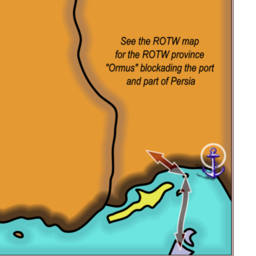 See the ROTW map
for the ROTW province
"Ormus" blockading the port
and part of Persia